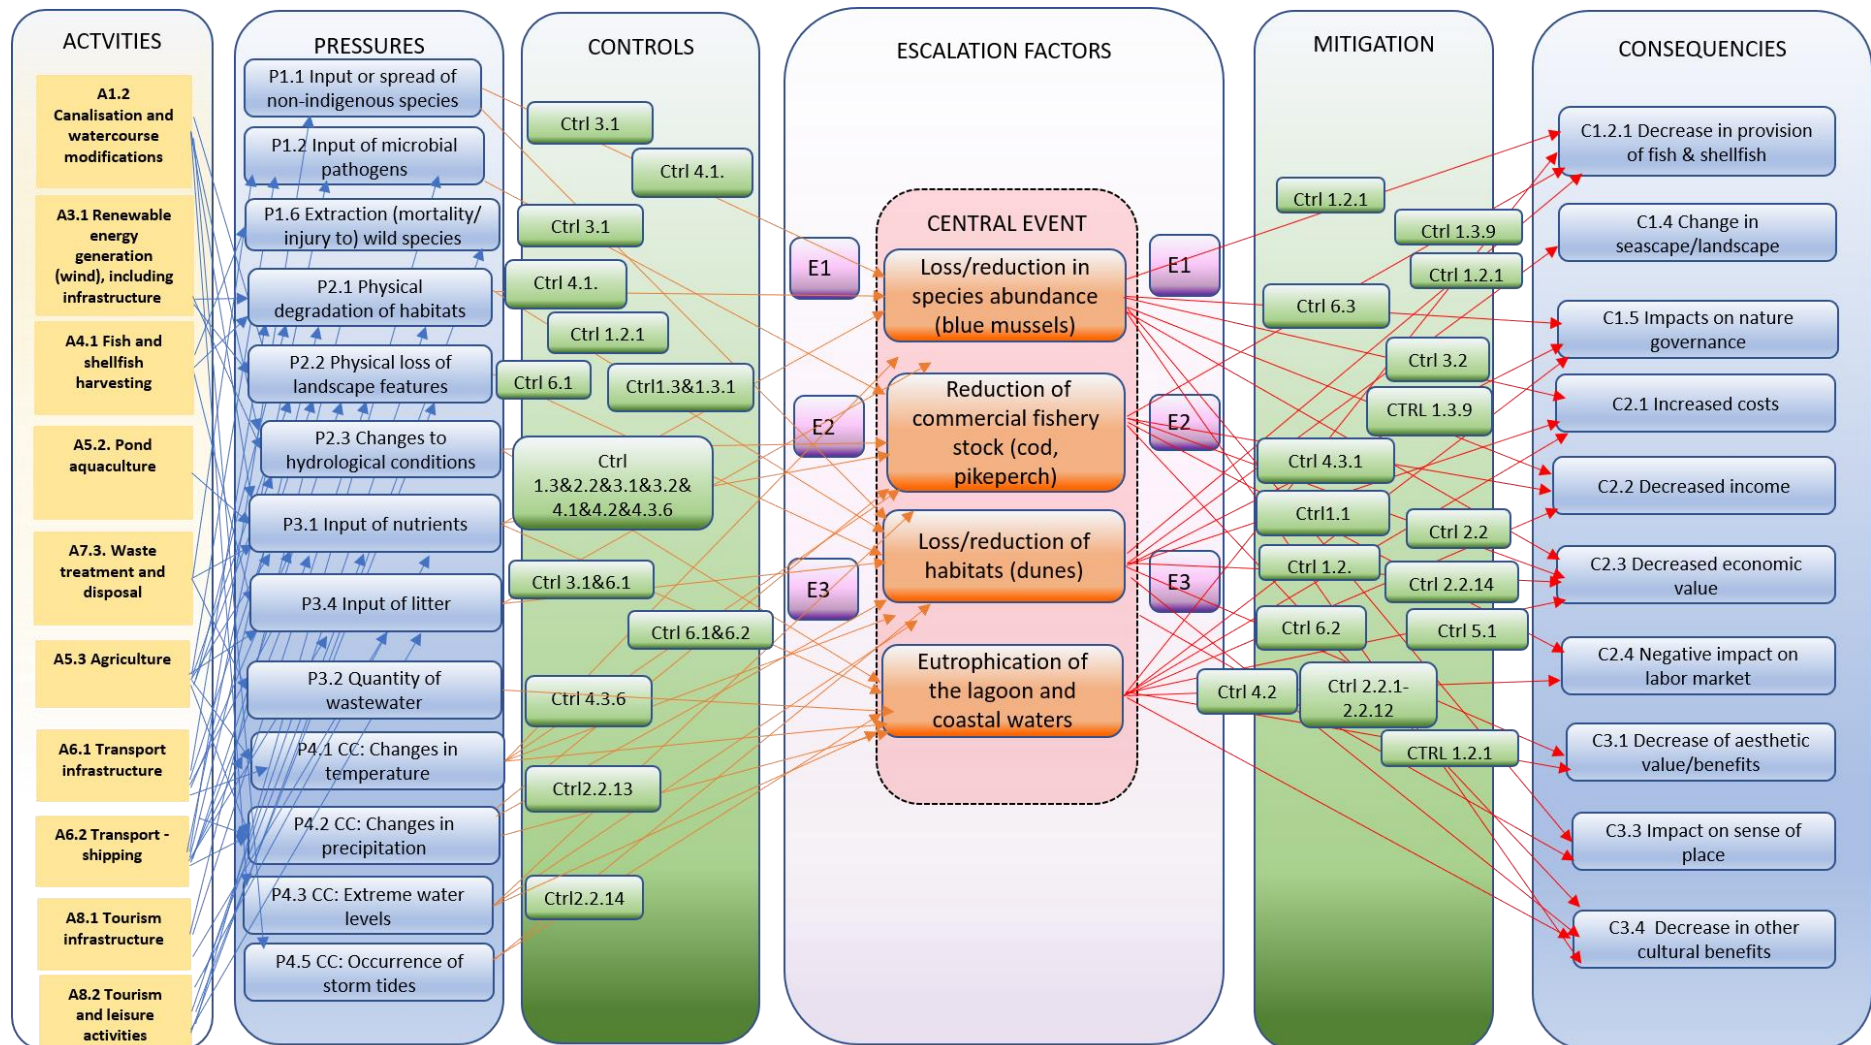 ACTVITIES
A1.2
Canalisation and
watercourse
modifications
A3.1 Renewable
energy
generation
(wind), including
infrastructure
A4.1 Fish and
shellfish
harvesting
A5.2. Pond
aquaculture
A7.3. Waste
treatment and
disposal
A5.3 Agriculture
A6.1 Transport
infrastructure
A6.2 Transport -
shipping
A8.1 Tourism
infrastructure
A8.2 Tourism
and leisure
activities
PRESSURES
P1.1 Input or spread of
non-indigenous species
P1.2 Input of microbial
pathogens
P1.6 Extraction (mortality/
injury to) wild species
P2.1 Physical
degradation of habitats
P2.2 Physical loss of
landscape features
P2.3 Changes to
hydrological conditions
P3.1 Input of nutrients
P3.4 Input of litter
P3.2 Quantity of
wastewater
P4.1 CC: Changes in
temperature
P4.2 CC: Changes in
precipitation
P4.3 CC: Extreme water
levels
P4.5 CC: Occurrence of
storm tides
CONTROLS
Ctrl 3.1
Ctrl 4.1.
Ctrl 3.1
Ctrl 4.1.
Ctrl 1.2.1
Ctrl 6.1
Ctrl1.3&1.3.1
Ctrl
1.3&2.2&3.1&3.2&
4.1&4.2&4.3.6
Ctrl 3.1&6.1
Ctrl 6.1&6.2
Ctrl 4.3.6
Ctrl2.2.13
Ctrl2.2.14
ESCALATION FACTORS
E1
E2
E3
CENTRAL EVENT
Loss/reduction in
species abundance
(blue mussels)
Reduction of
commercial fishery
stock (cod,
pikeperch)
Loss/reduction of
habitats (dunes)
Eutrophication of
the lagoon and
coastal waters
E1
E2
E3
MITIGATION
Ctrl 1.2.1
Ctrl 1.3.9
Ctrl 1.2.1
Ctrl 6.3
Ctrl 3.2
CTRL 1.3.9
Ctrl 4.3.1
Ctrl1.1
Ctrl 2.2
Ctrl 1.2.
Ctrl 2.2.14
Ctrl 6.2
Ctrl 5.1
Ctrl 4.2
Ctrl 2.2.1-
2.2.12
CTRL 1.2.1
CONSEQUENCIES
C1.2.1 Decrease in provision
of fish & shellfish
C1.4 Change in
seascape/landscape
C1.5 Impacts on nature
governance
C2.1 Increased costs
C2.2 Decreased income
C2.3 Decreased economic
value
C2.4 Negative impact on
labor market
C3.1 Decrease of aesthetic
value/benefits
C3.3 Impact on sense of
place
C3.4 Decrease in other
cultural benefits